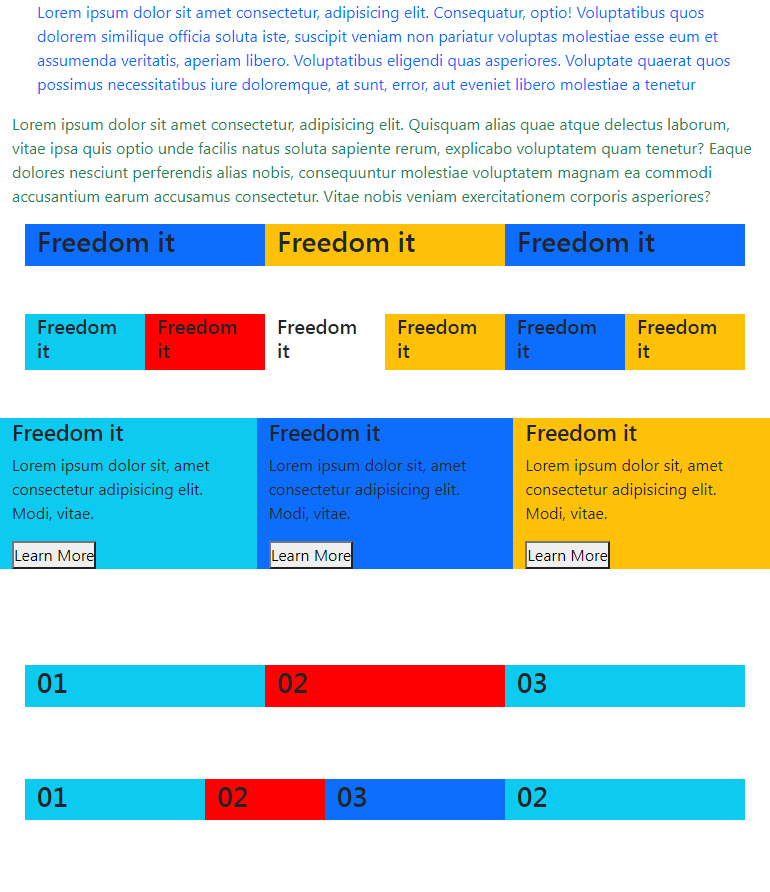 Lorem ipsum dolor sit amet consectetur, adipisicing elit. Consequatur, optio! Voluptatibus quos
dolorem similique officia soluta iste, suscipit veniam non pariatur voluptas molestiae esse eum et
assumenda veritatis, aperiam libero. Voluptatibus eligendi quas asperiores. Voluptate quaerat quos
possimus necessitatibus iure doloremque, at sunt, error, aut eveniet libero molestiae a tenetur
Lorem ipsum dolor sit amet consectetur, adipisicing elit. Quisquam alias quae atque delectus laborum,
vitae ipsa quis optio unde facilis natus soluta sapiente rerum, explicabo voluptatem quam tenetur? Eaque
dolores nesciunt perferendis alias nobis, consequuntur molestiae voluptatem magnam ea commodi
accusantium earum accusamus consectetur. Vitae nobis veniam exercitationem corporis asperiores?
Freedom it Freedom it Freedom it
Freedom Freedom Freedom Freedom Freedom Freedom
it it it it it it
Freedom it Freedom it Freedom it
Lorem ipsum dolor sit, amet Lorem ipsum dolor sit, amet Lorem ipsum dolor sit, amet
consectetur adipisicing elit. consectetur adipisicing elit. consectetur adipisicing elit.
Modi, vitae. Modi, vitae. Modi, vitae.
Learn More Learn More Learn More
01 02 03
01 02 03 02